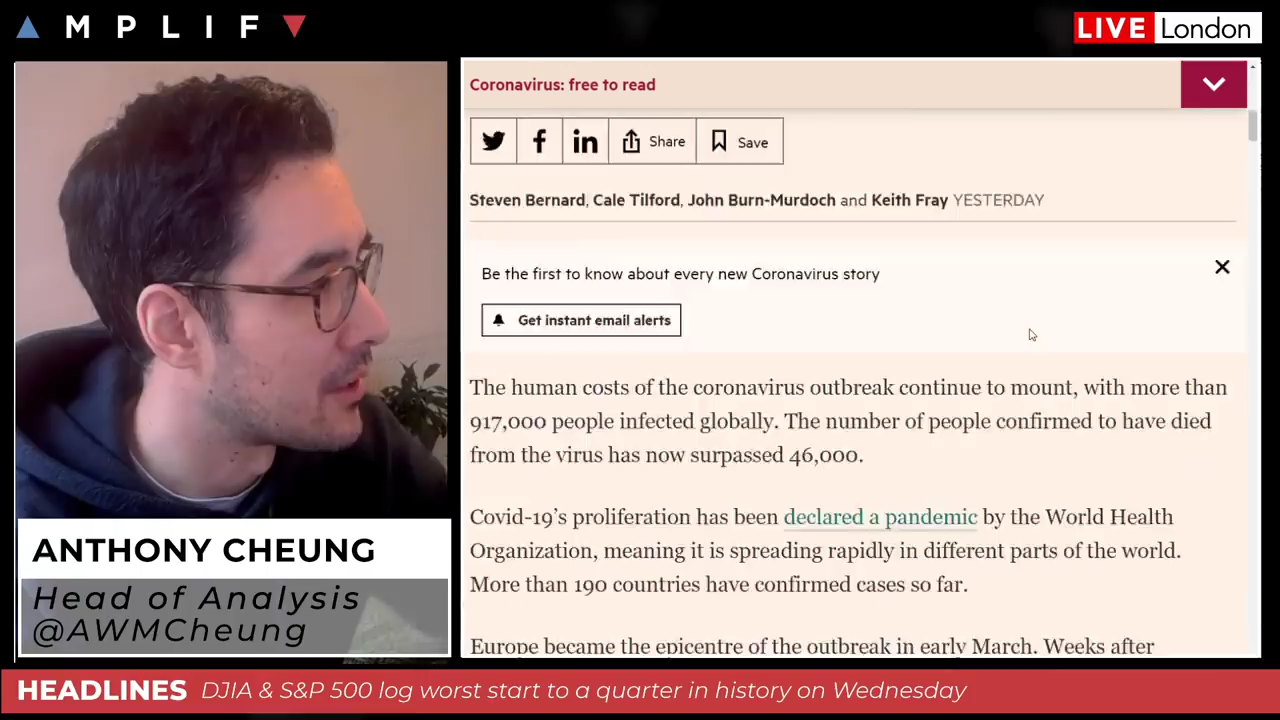 AMPLIFY
LIVE London
Coronavirus: free to read
Share
Save
Steven Bernard, Cale Tilford, John Burn-Murdoch and Keith Fray YESTERDAY
Be the first to know about every new Coronavirus story
Get instant email alerts
The human costs of the coronavirus outbreak continue to mount, with more than
917,000 people infected globally. The number of people confirmed to have died
from the virus has now surpassed 46,000.
Covid-19’s proliferation has been declared a pandemic by the World Health
Organization, meaning it is spreading rapidly in different parts of the world.
More than 190 countries have confirmed cases so far.
Europe became the epicentre of the outbreak in early March. Weeks after
ANTHONY CHEUNG
Head of Analysis
@AWMCheung
HEADLINES DJIA & S&P 500 log worst start to a quarter in history on Wednesday